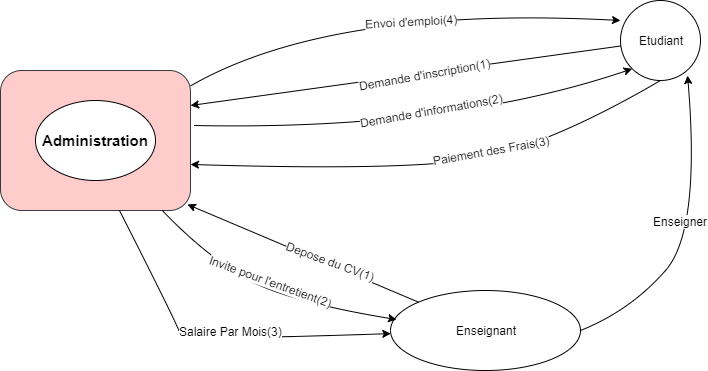 Envoi d'emploi(4)
Etudiant
Demande d'inscription(1)
Demande d'informations(2)
Administration
Paiement des Frais(3)
Enseigner
Depose du CV(1)
Invite pour l'entretient(2)
Salaire Par Mois(3)
Enseignant